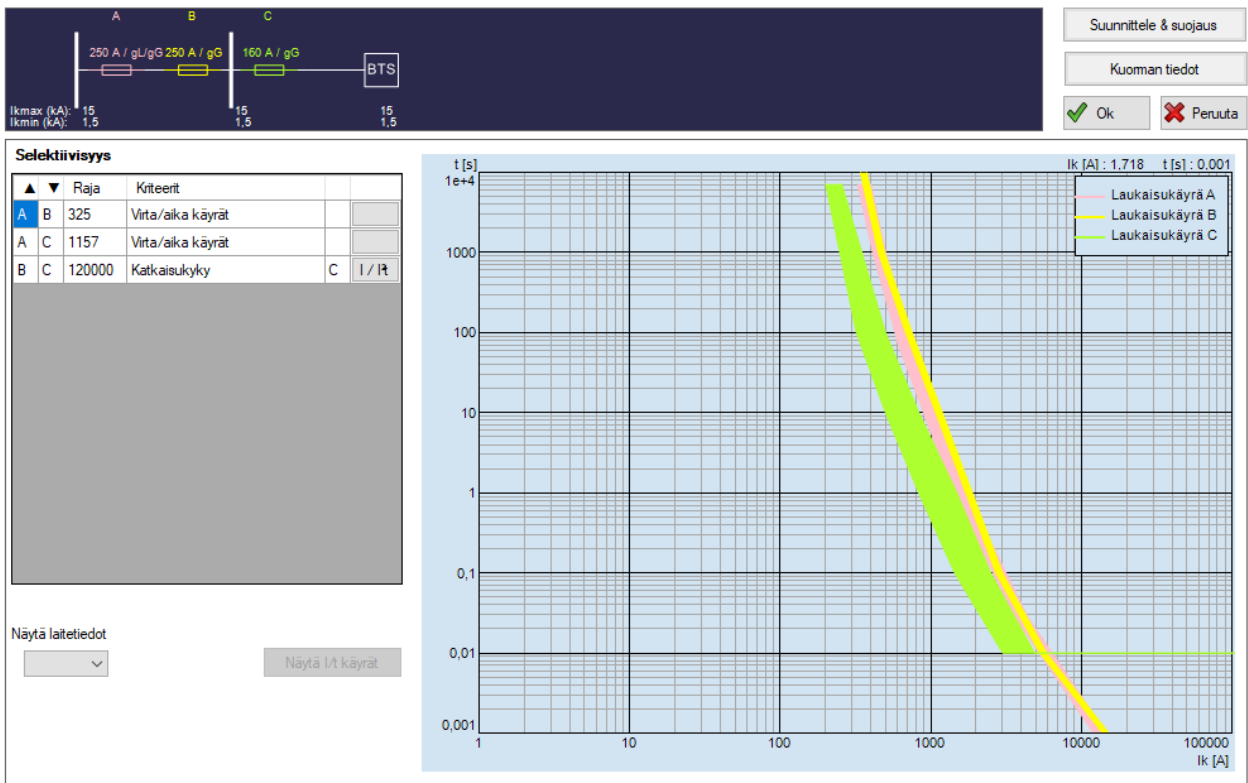 A B C
250 A / gL/gG 250 A / gG 160 A / gG
BTS
Ikmax (kA): 15 15 15
Ikmin (kA): 1,5 1,5 1,5
Suunnittele & suojaus
Kuorman tiedot
Ok Peruuta
Selektiivisyys
▲ ▼ Raja Kriteerit
A B 325 Virta/aika käyrät
A C 1157 Virta/aika käyrät
B C 120000 Katkaisukyky C I / I²t
Näytä laitetiedot
Näytä I/t käyrät
t [s] Ik [A] : 1,718 t [s] : 0,001
1e+4
Laukaisukäyrä A
Laukaisukäyrä B
Laukaisukäyrä C
1000
100
10
1
0,1
0,01
0,001
1 10 100 1000 10000 100000
Ik [A]